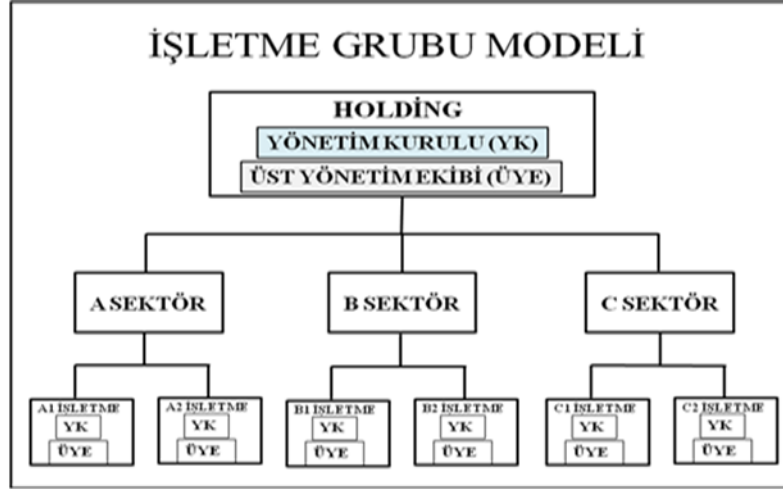 İŞLETME GRUBU MODELİ
HOLDİNG
YÖNETİM KURULU (YK)
ÜST YÖNETİM EKİBİ (ÜYE)
A SEKTÖR
B SEKTÖR
C SEKTÖR
A1 İŞLETME
YK
ÜYE
A2 İŞLETME
YK
ÜYE
B1 İŞLETME
YK
ÜYE
B2 İŞLETME
YK
ÜYE
C1 İŞLETME
YK
ÜYE
C2 İŞLETME
YK
ÜYE